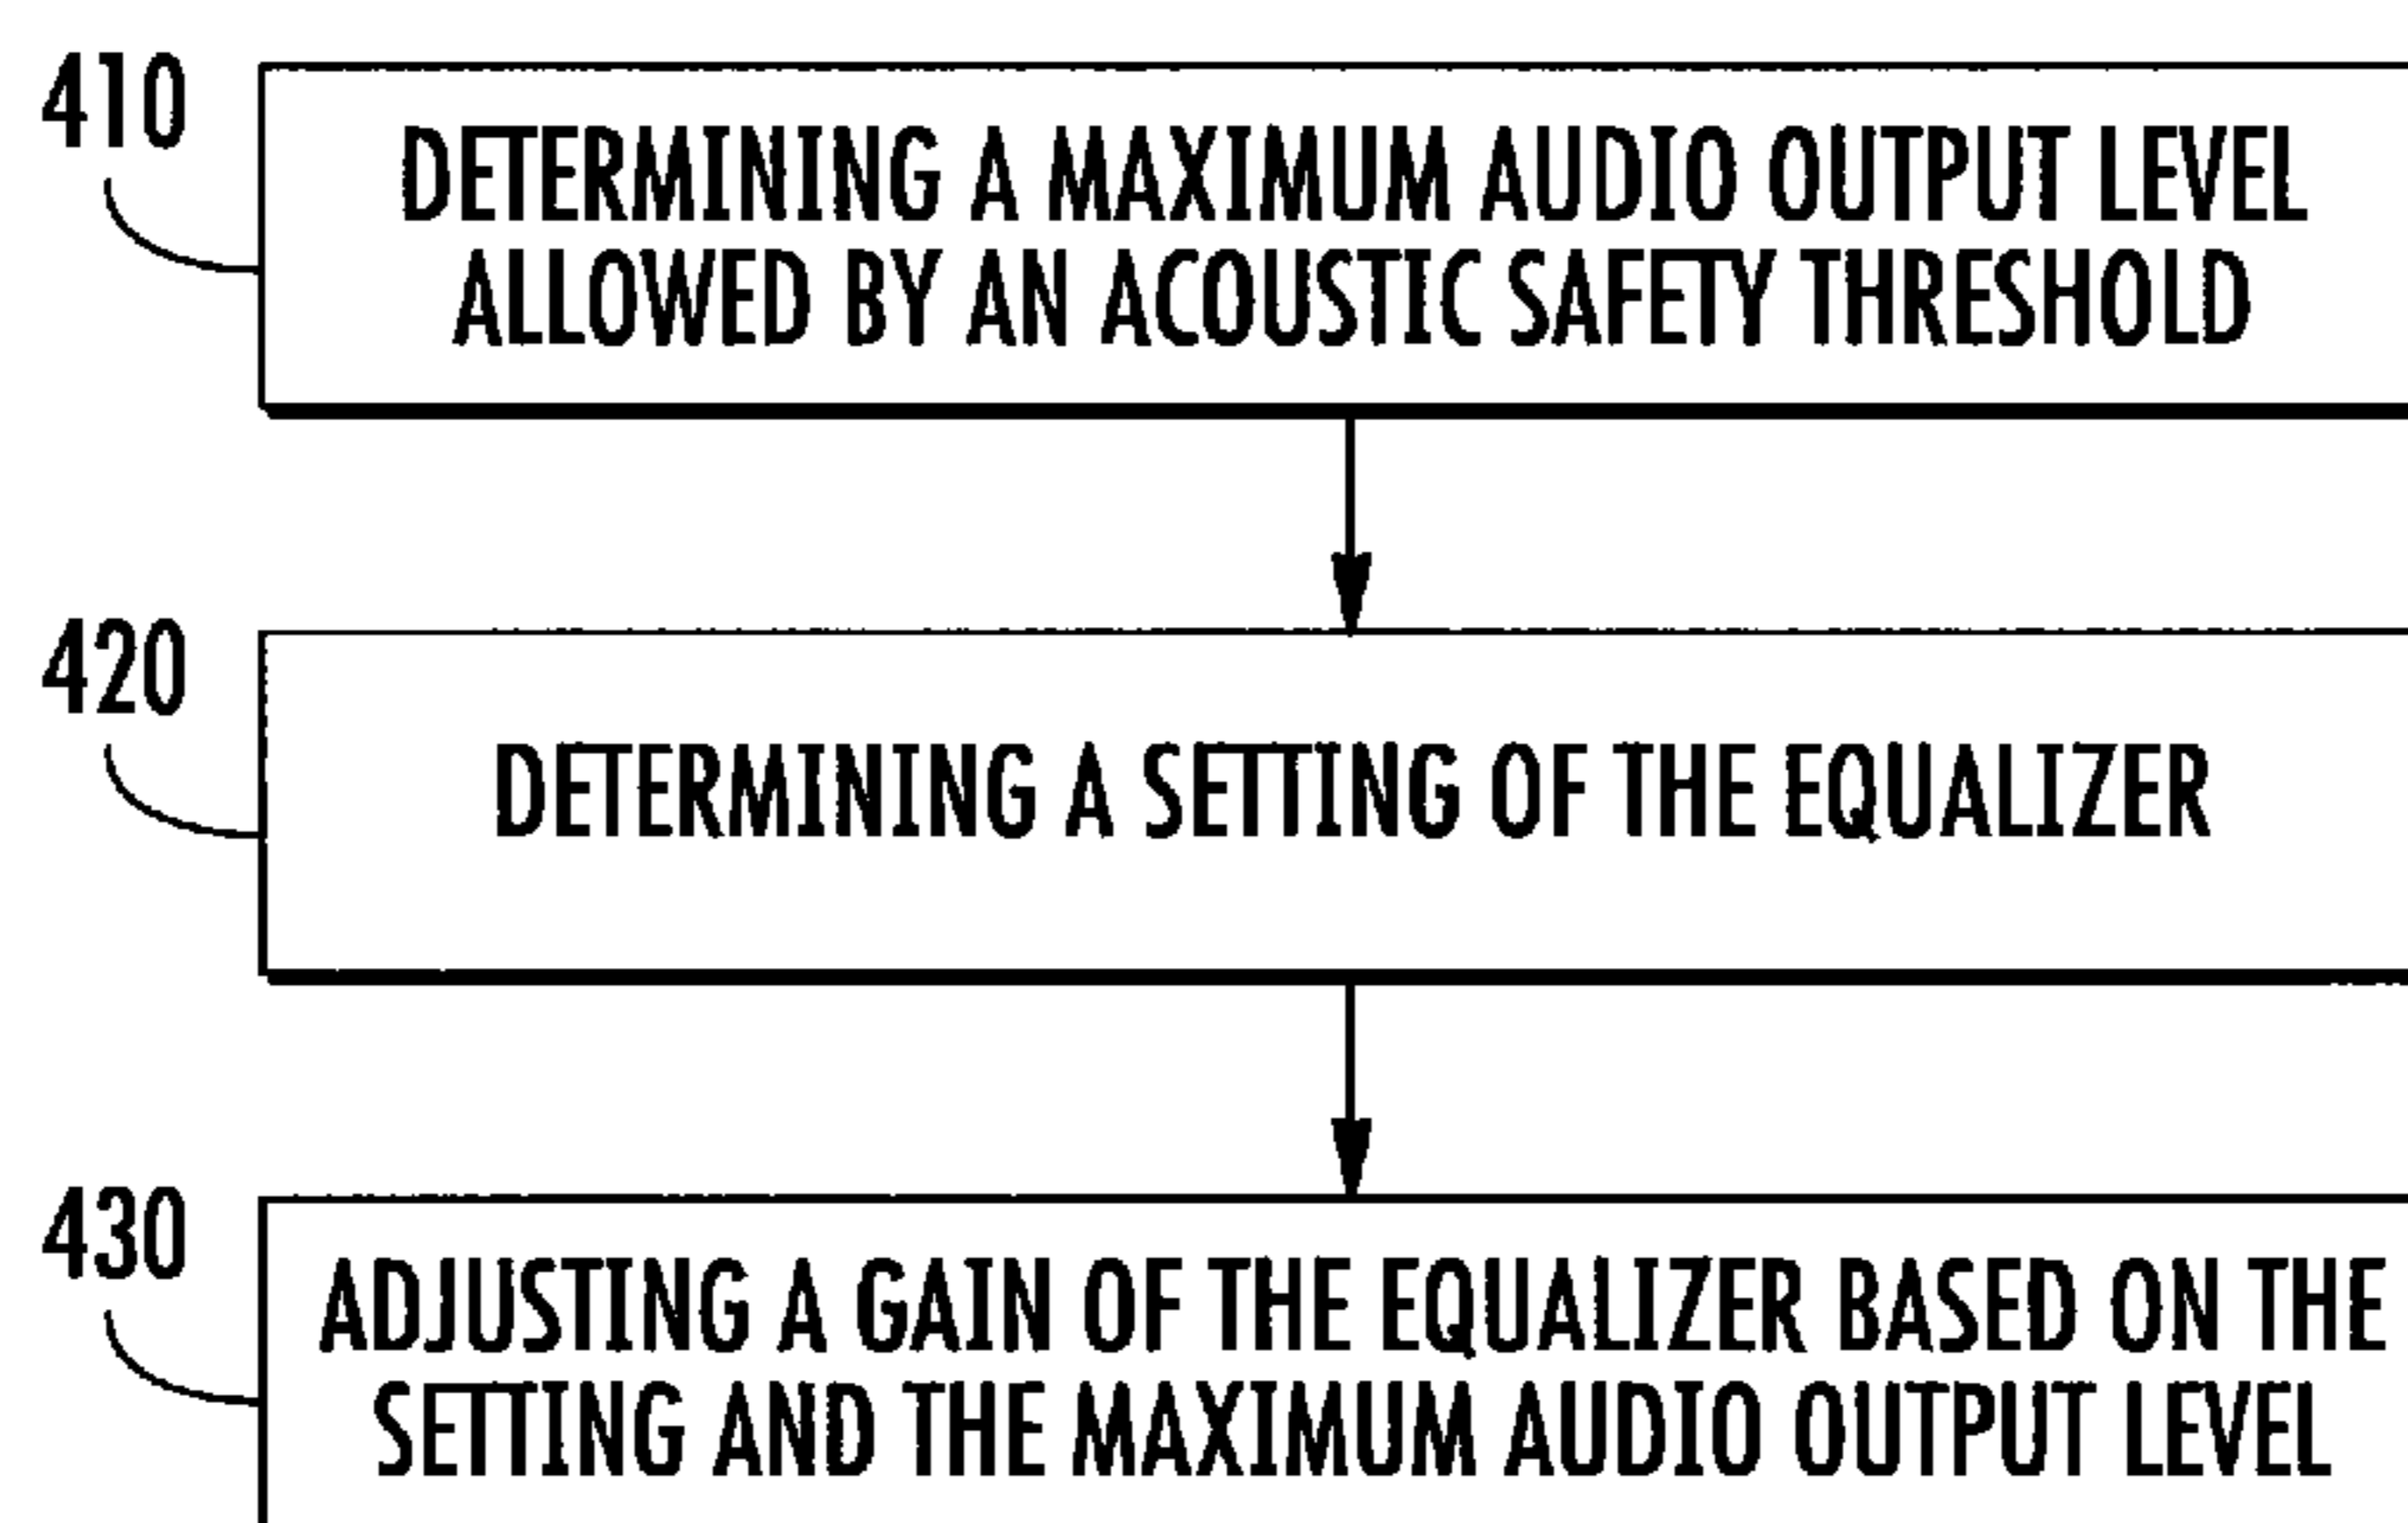 410
DETERMINING A MAXIMUM AUDIO OUTPUT LEVEL
ALLOWED BY AN ACOUSTIC SAFETY THRESHOLD
420
DETERMINING A SETTING OF THE EQUALIZER
430
ADJUSTING A GAIN OF THE EQUALIZER BASED ON THE
SETTING AND THE MAXIMUM AUDIO OUTPUT LEVEL